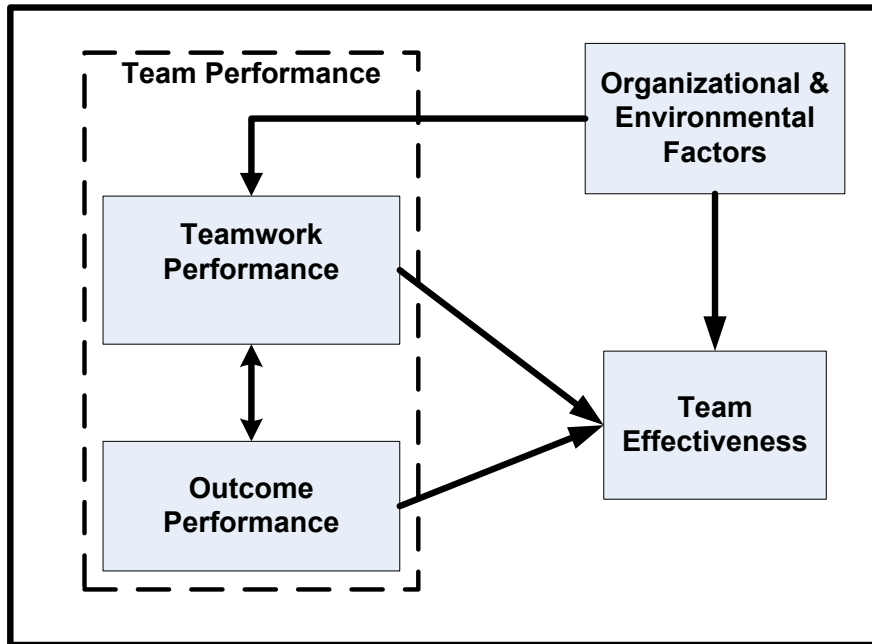 Team Performance
Organizational &
Environmental
Factors
Teamwork
Performance
Team
Effectiveness
Outcome
Performance